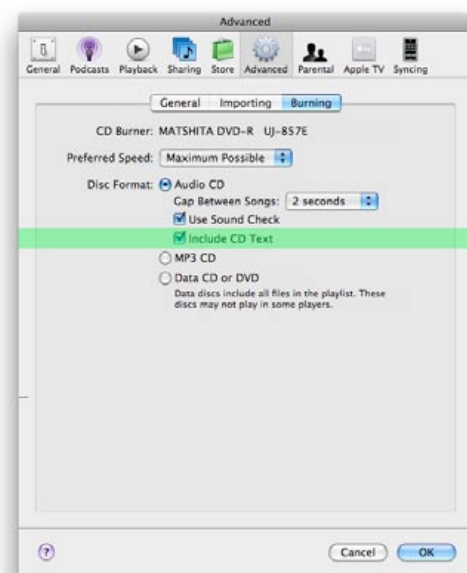 Advanced
General Podcasts Playback Sharing Store Advanced Parental Apple TV Syncing
General Importing Burning
CD Burner: MATSHITA DVD-R UJ-857E
Preferred Speed: Maximum Possible
Disc Format: Audio CD
Gap Between Songs: 2 seconds
Use Sound Check
Include CD Text
MP3 CD
Data CD or DVD
Data discs include all files in the playlist. These
discs may not play in some players.
? Cancel OK